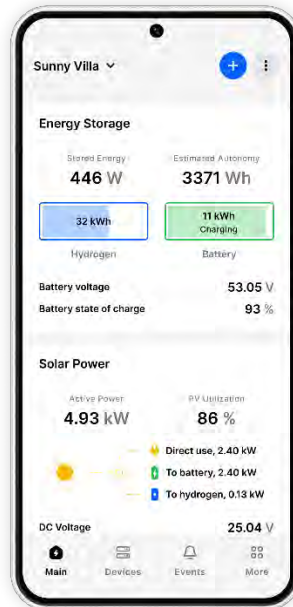 Sunny Villa
Energy Storage
Stored Energy Estimated Autonomy
446 W 3371 Wh
32 kWh 11 kWh
Charging
Hydrogen Battery
Battery voltage 53.05 V
Battery state of charge 93 %
Solar Power
Active Power PV Utilization
4.93 kW 86 %
Direct use, 2.40 kW
To battery, 2.40 kW
To hydrogen, 0.13 kW
DC Voltage 25.04 V
Main Devices Events More